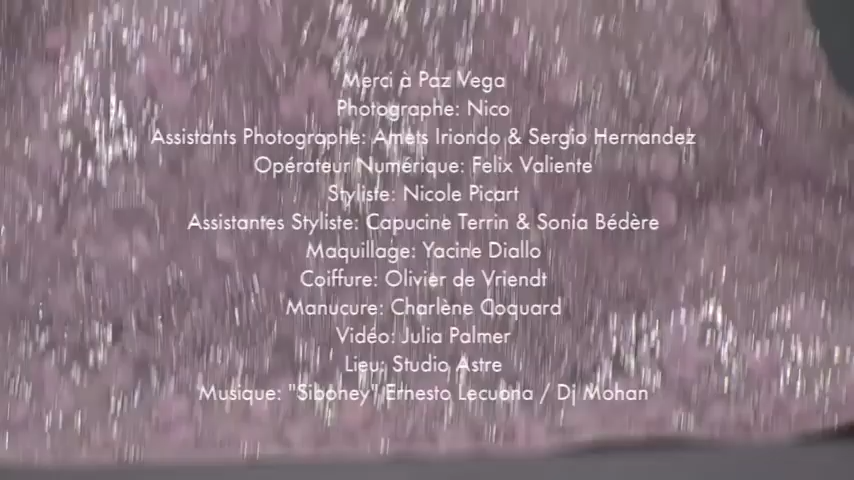 Merci à Paz Vega
Photographe: Nico
Assistants Photographe: Amets Iriondo & Sergio Hernandez
Opérateur Numérique: Felix Valiente
Styliste: Nicole Picart
Assistantes Styliste: Capucine Terrin & Sonia Bédère
Maquillage: Yacine Diallo
Coiffure: Olivier de Vriendt
Manucure: Charlène Coquard
Vidéo: Julia Palmer
Lieu: Studio Astre
Musique: "Siboney" Ernesto Lecuona / Dj Mohan